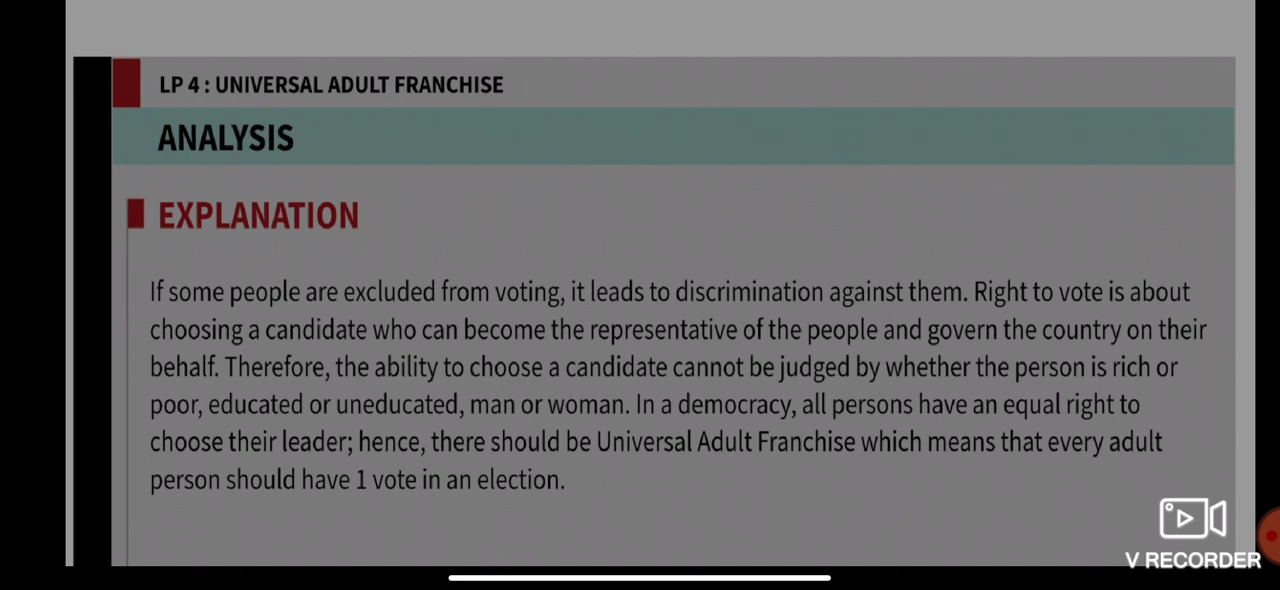 LP 4 : UNIVERSAL ADULT FRANCHISE
ANALYSIS
EXPLANATION
If some people are excluded from voting, it leads to discrimination against them. Right to vote is about
choosing a candidate who can become the representative of the people and govern the country on their
behalf. Therefore, the ability to choose a candidate cannot be judged by whether the person is rich or
poor, educated or uneducated, man or woman. In a democracy, all persons have an equal right to
choose their leader; hence, there should be Universal Adult Franchise which means that every adult
person should have 1 vote in an election.
V RECORDER